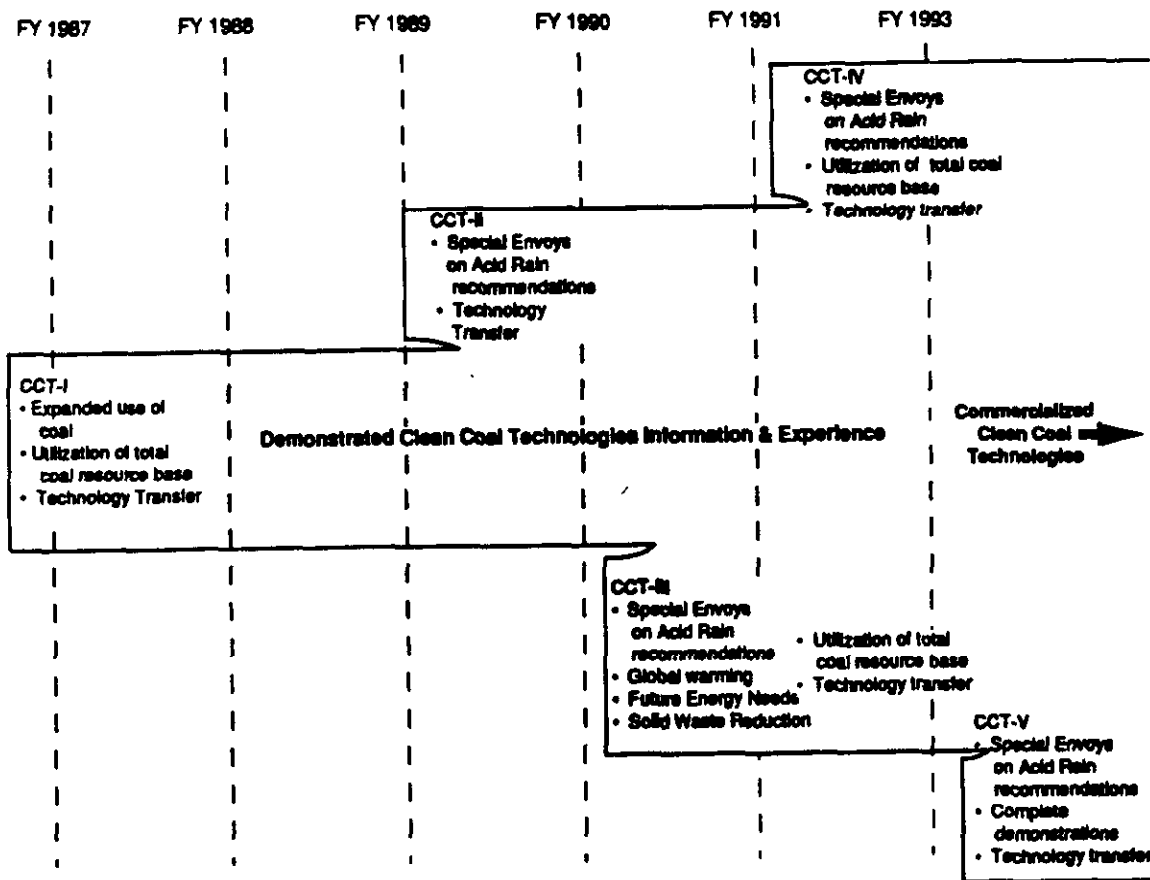 FY 1987
FY 1988
FY 1989
FY 1990
FY 1991
FY 1993
CCT-IV
• Special Envoys
on Acid Rain
recommendations
• Utilization of total coal
resource base
• Technology transfer
CCT-II
• Special Envoys
on Acid Rain
recommendations
• Technology
Transfer
CCT-I
• Expanded use of
coal
• Utilization of total
coal resource base
• Technology Transfer
Demonstrated Clean Coal Technologies Information & Experience
Commercialized
Clean Coal
Technologies
CCT-III
• Special Envoys
on Acid Rain
recommendations
• Global warming
• Future Energy Needs
• Solid Waste Reduction
• Utilization of total
coal resource base
• Technology transfer
CCT-V
• Special Envoys
on Acid Rain
recommendations
• Complete
demonstrations
• Technology transfer